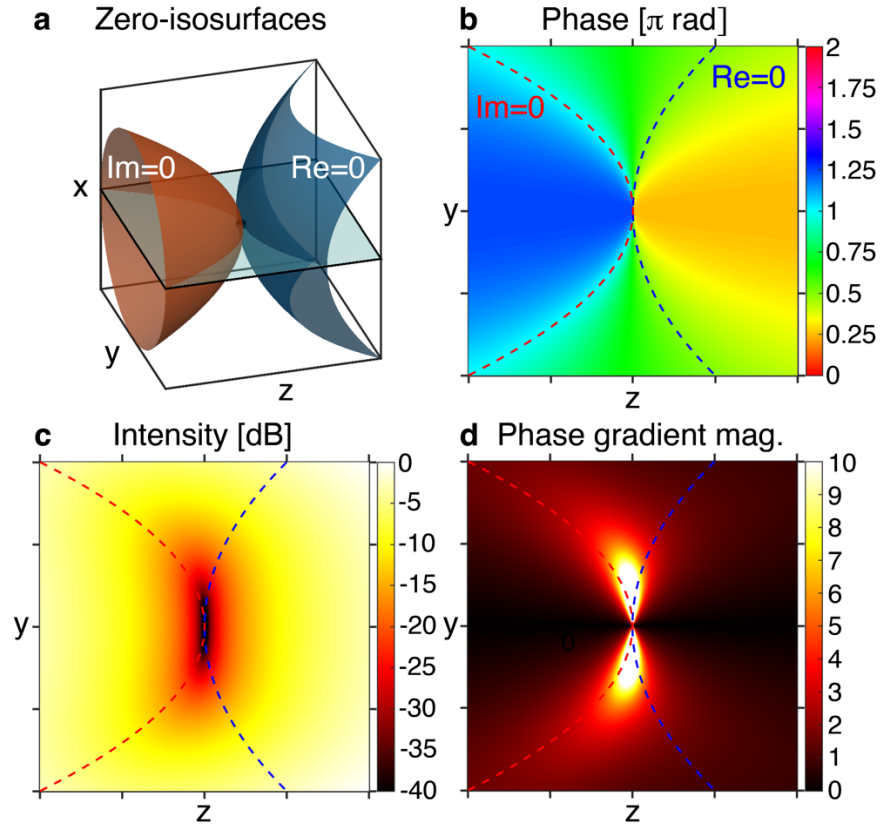 a Zero-isosurfaces
Im=0
Re=0
x
y
z
b Phase [π rad]
Im=0
Re=0
y
z
2
1.75
1.5
1.25
1
0.75
0.5
0.25
0
c Intensity [dB]
y
z
0
-5
-10
-15
-20
-25
-30
-35
-40
d Phase gradient mag.
y
0
z
10
9
8
7
6
5
4
3
2
1
0